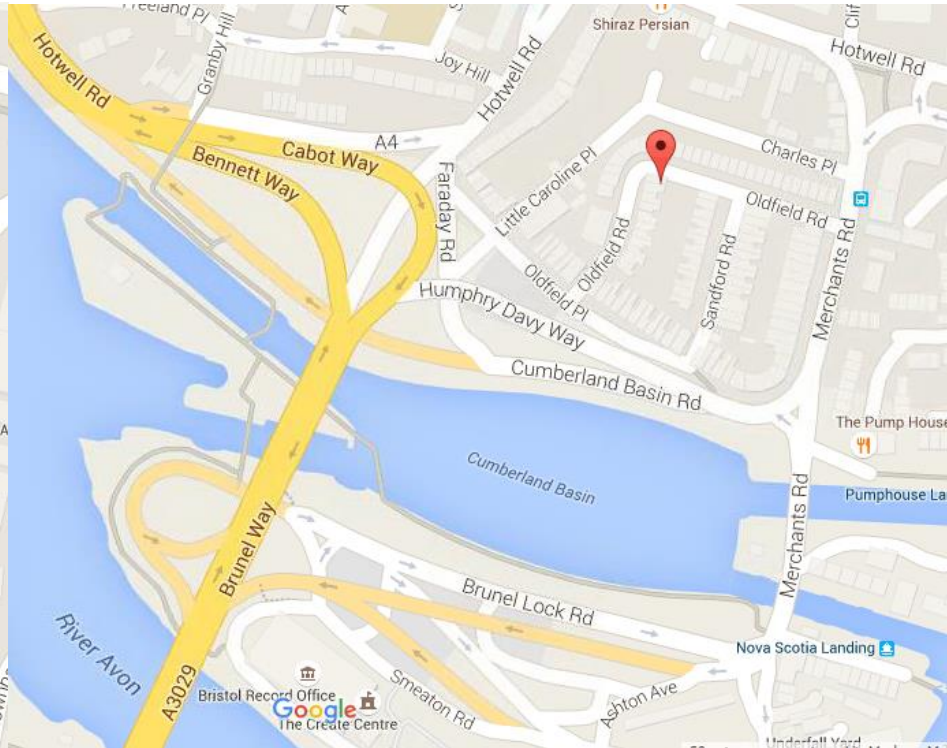 Freeland Pl
Granby Hill
Joy Hill
Shiraz Persian
Hotwell Rd
Hotwell Rd
Hotwell Rd
A4
Cabot Way
Bennett Way
Faraday Rd
Little Caroline Pl
Charles Pl
Oldfield Rd
Oldfield Rd
Oldfield Pl
Sandford Rd
Merchants Rd
Humphry Davy Way
Cumberland Basin Rd
The Pump House
Cumberland Basin
Merchants Rd
Brunel Way
Brunel Lock Rd
Nova Scotia Landing
River Avon
A3029
Bristol Record Office
Google
The Create Centre
Smeaton Rd
Ashton Ave
Underfall Yard